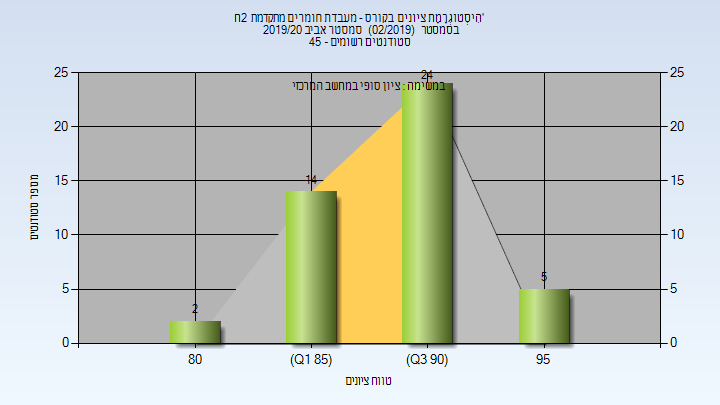 היסטוגרמת ציונים בקורס - מעבדת חומרים מתקדמת 2ח'
בסמסטר (02/2019) סמסטר אביב 2019/20
סטודנטים רשומים - 45
במשימה: ציון סופי במחשב המרכזי
25
20
15
10
5
0
25
20
15
10
5
0
2
14
24
5
80
(Q1 85)
(Q3 90)
95
מספר סטודנטים
טווח ציונים